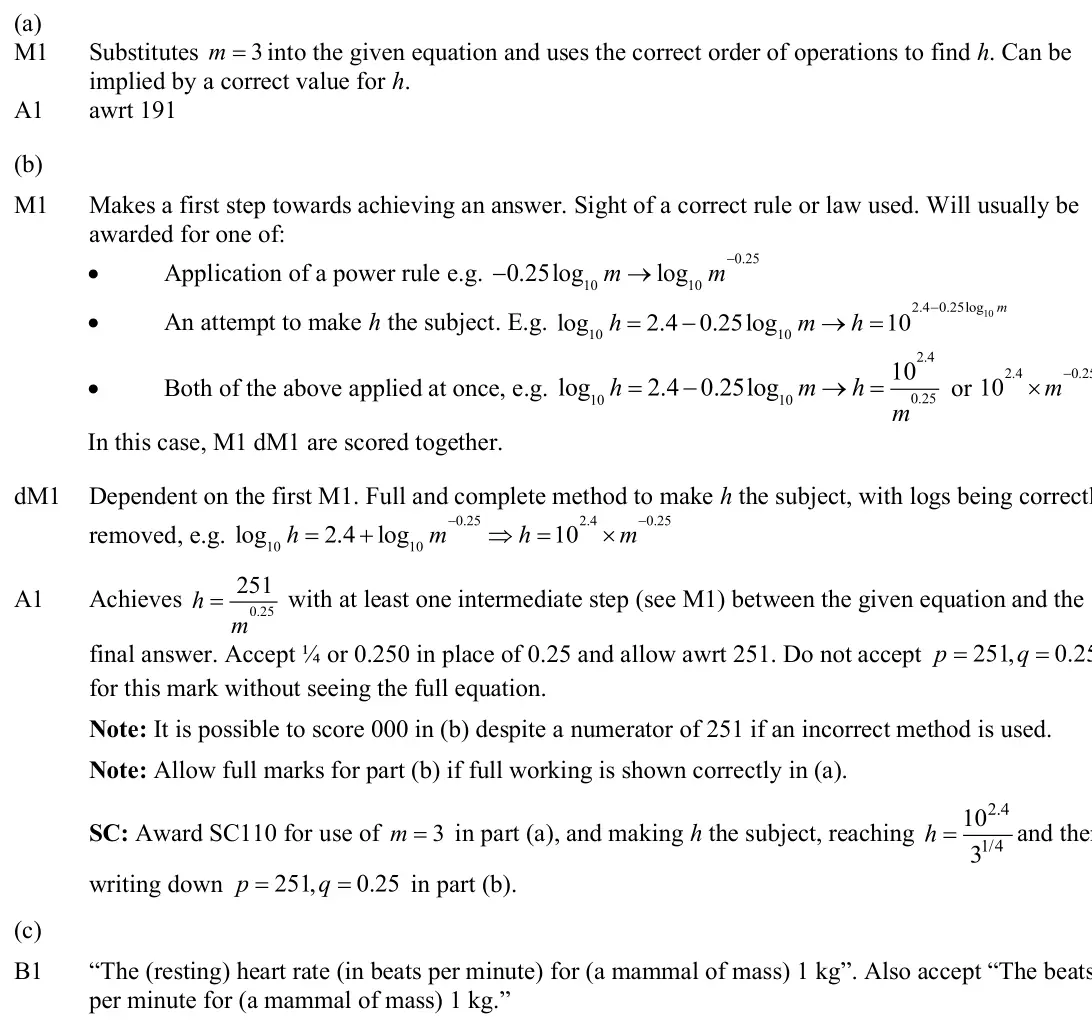 (a)
M1 Substitutes m = 3 into the given equation and uses the correct order of operations to find h. Can be
implied by a correct value for h.
A1 awrt 191
(b)
M1 Makes a first step towards achieving an answer. Sight of a correct rule or law used. Will usually be
awarded for one of:
• Application of a power rule e.g. −0.25log₁₀ m → log₁₀ m^−0.25
• An attempt to make h the subject. E.g. log₁₀ h = 2.4 − 0.25log₁₀ m → h = 10^(2.4−0.25log₁₀ m)
• Both of the above applied at once, e.g. log₁₀ h = 2.4 − 0.25log₁₀ m → h = 10^2.4 / m^0.25 or 10^2.4 × m^−0.25
In this case, M1 dM1 are scored together.
dM1 Dependent on the first M1. Full and complete method to make h the subject, with logs being correctl
removed, e.g. log₁₀ h = 2.4 + log₁₀ m^−0.25 ⇒ h = 10^2.4 × m^−0.25
A1 Achieves h = 251 / m^0.25 with at least one intermediate step (see M1) between the given equation and the
final answer. Accept ¼ or 0.250 in place of 0.25 and allow awrt 251. Do not accept p = 251, q = 0.25
for this mark without seeing the full equation.
Note: It is possible to score 000 in (b) despite a numerator of 251 if an incorrect method is used.
Note: Allow full marks for part (b) if full working is shown correctly in (a).
SC: Award SC110 for use of m = 3 in part (a), and making h the subject, reaching h = 10^2.4 / 3^1/4 and the
writing down p = 251, q = 0.25 in part (b).
(c)
B1 “The (resting) heart rate (in beats per minute) for (a mammal of mass) 1 kg”. Also accept “The beats
per minute for (a mammal of mass) 1 kg.”